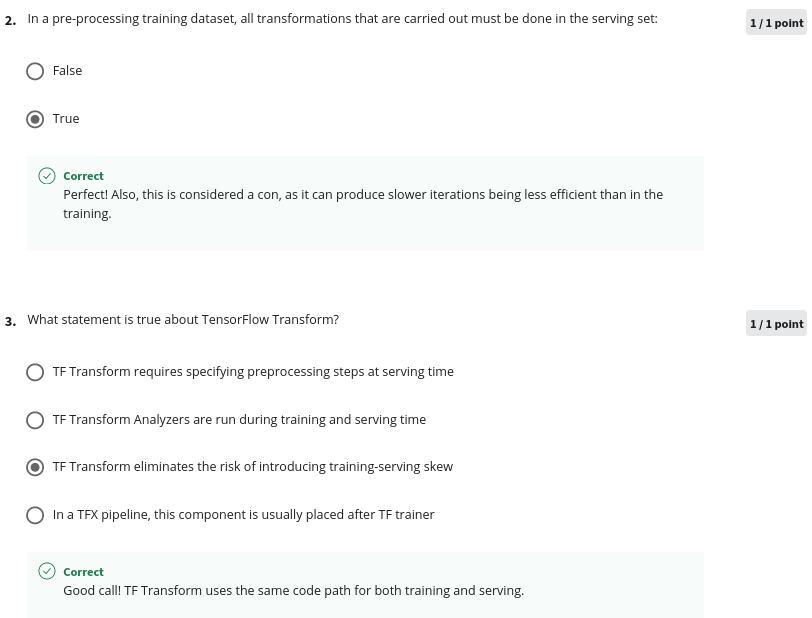 2. In a pre-processing training dataset, all transformations that are carried out must be done in the serving set:
1 / 1 point
False
True
Correct
Perfect! Also, this is considered a con, as it can produce slower iterations being less efficient than in the
training.
3. What statement is true about TensorFlow Transform?
1 / 1 point
TF Transform requires specifying preprocessing steps at serving time
TF Transform Analyzers are run during training and serving time
TF Transform eliminates the risk of introducing training-serving skew
In a TFX pipeline, this component is usually placed after TF trainer
Correct
Good call! TF Transform uses the same code path for both training and serving.